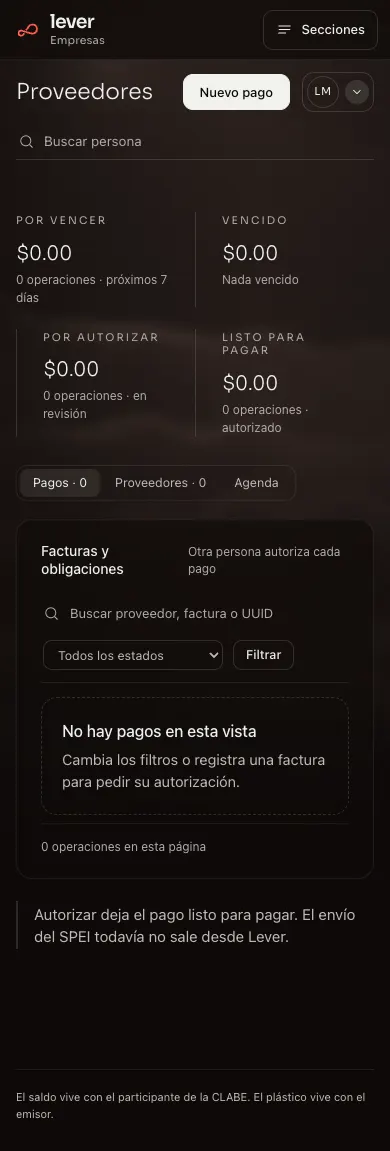 lever
Empresas
Secciones
Proveedores
Nuevo pago
LM
Buscar persona
POR VENCER
$0.00
0 operaciones · próximos 7
días
VENCIDO
$0.00
Nada vencido
POR AUTORIZAR
$0.00
0 operaciones · en
revisión
LISTO PARA
PAGAR
$0.00
0 operaciones ·
autorizado
Pagos · 0
Proveedores · 0
Agenda
Facturas y
obligaciones
Otra persona autoriza cada
pago
Buscar proveedor, factura o UUID
Todos los estados
Filtrar
No hay pagos en esta vista
Cambia los filtros o registra una factura
para pedir su autorización.
0 operaciones en esta página
Autorizar deja el pago listo para pagar. El envío
del SPEI todavía no sale desde Lever.
El saldo vive con el participante de la CLABE. El plástico vive con el
emisor.